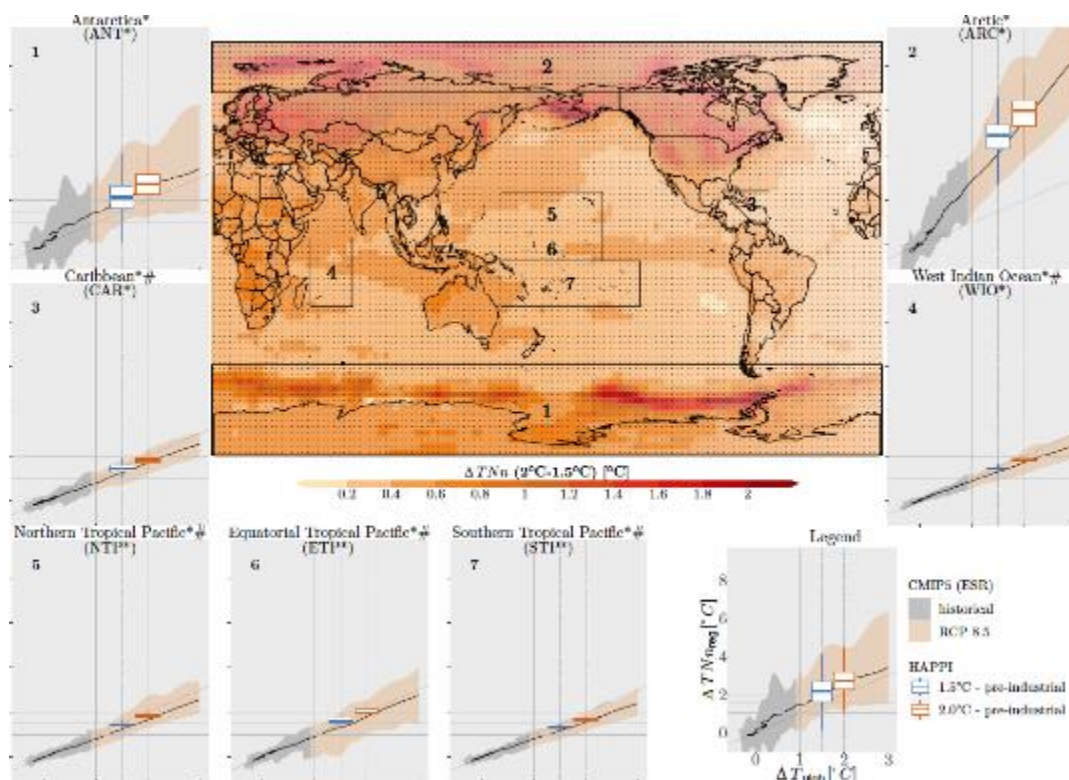 Antarctica*
(ANT*)
1
Arctic*
(ARC*)
2
Caribbean*#
(CAR*)
3
West Indian Ocean*#
(WIO*)
4
2
3
5
6
4
7
1
ΔTNn (2°C-1.5°C) [°C]
0.2 0.4 0.6 0.8 1 1.2 1.4 1.6 1.8 2
Northern Tropical Pacific*#
5
Equatorial Tropical Pacific*#
6
Southern Tropical Pacific*#
7
Legend
ΔTNn_reg[°C]
8
6
4
2
0
0 1 2 3
ΔT_glob[°C]
CMIP5 (ESR)
historical
RCP 8.5
HAPPI
1.5°C - pre-industrial
2.0°C - pre-industrial